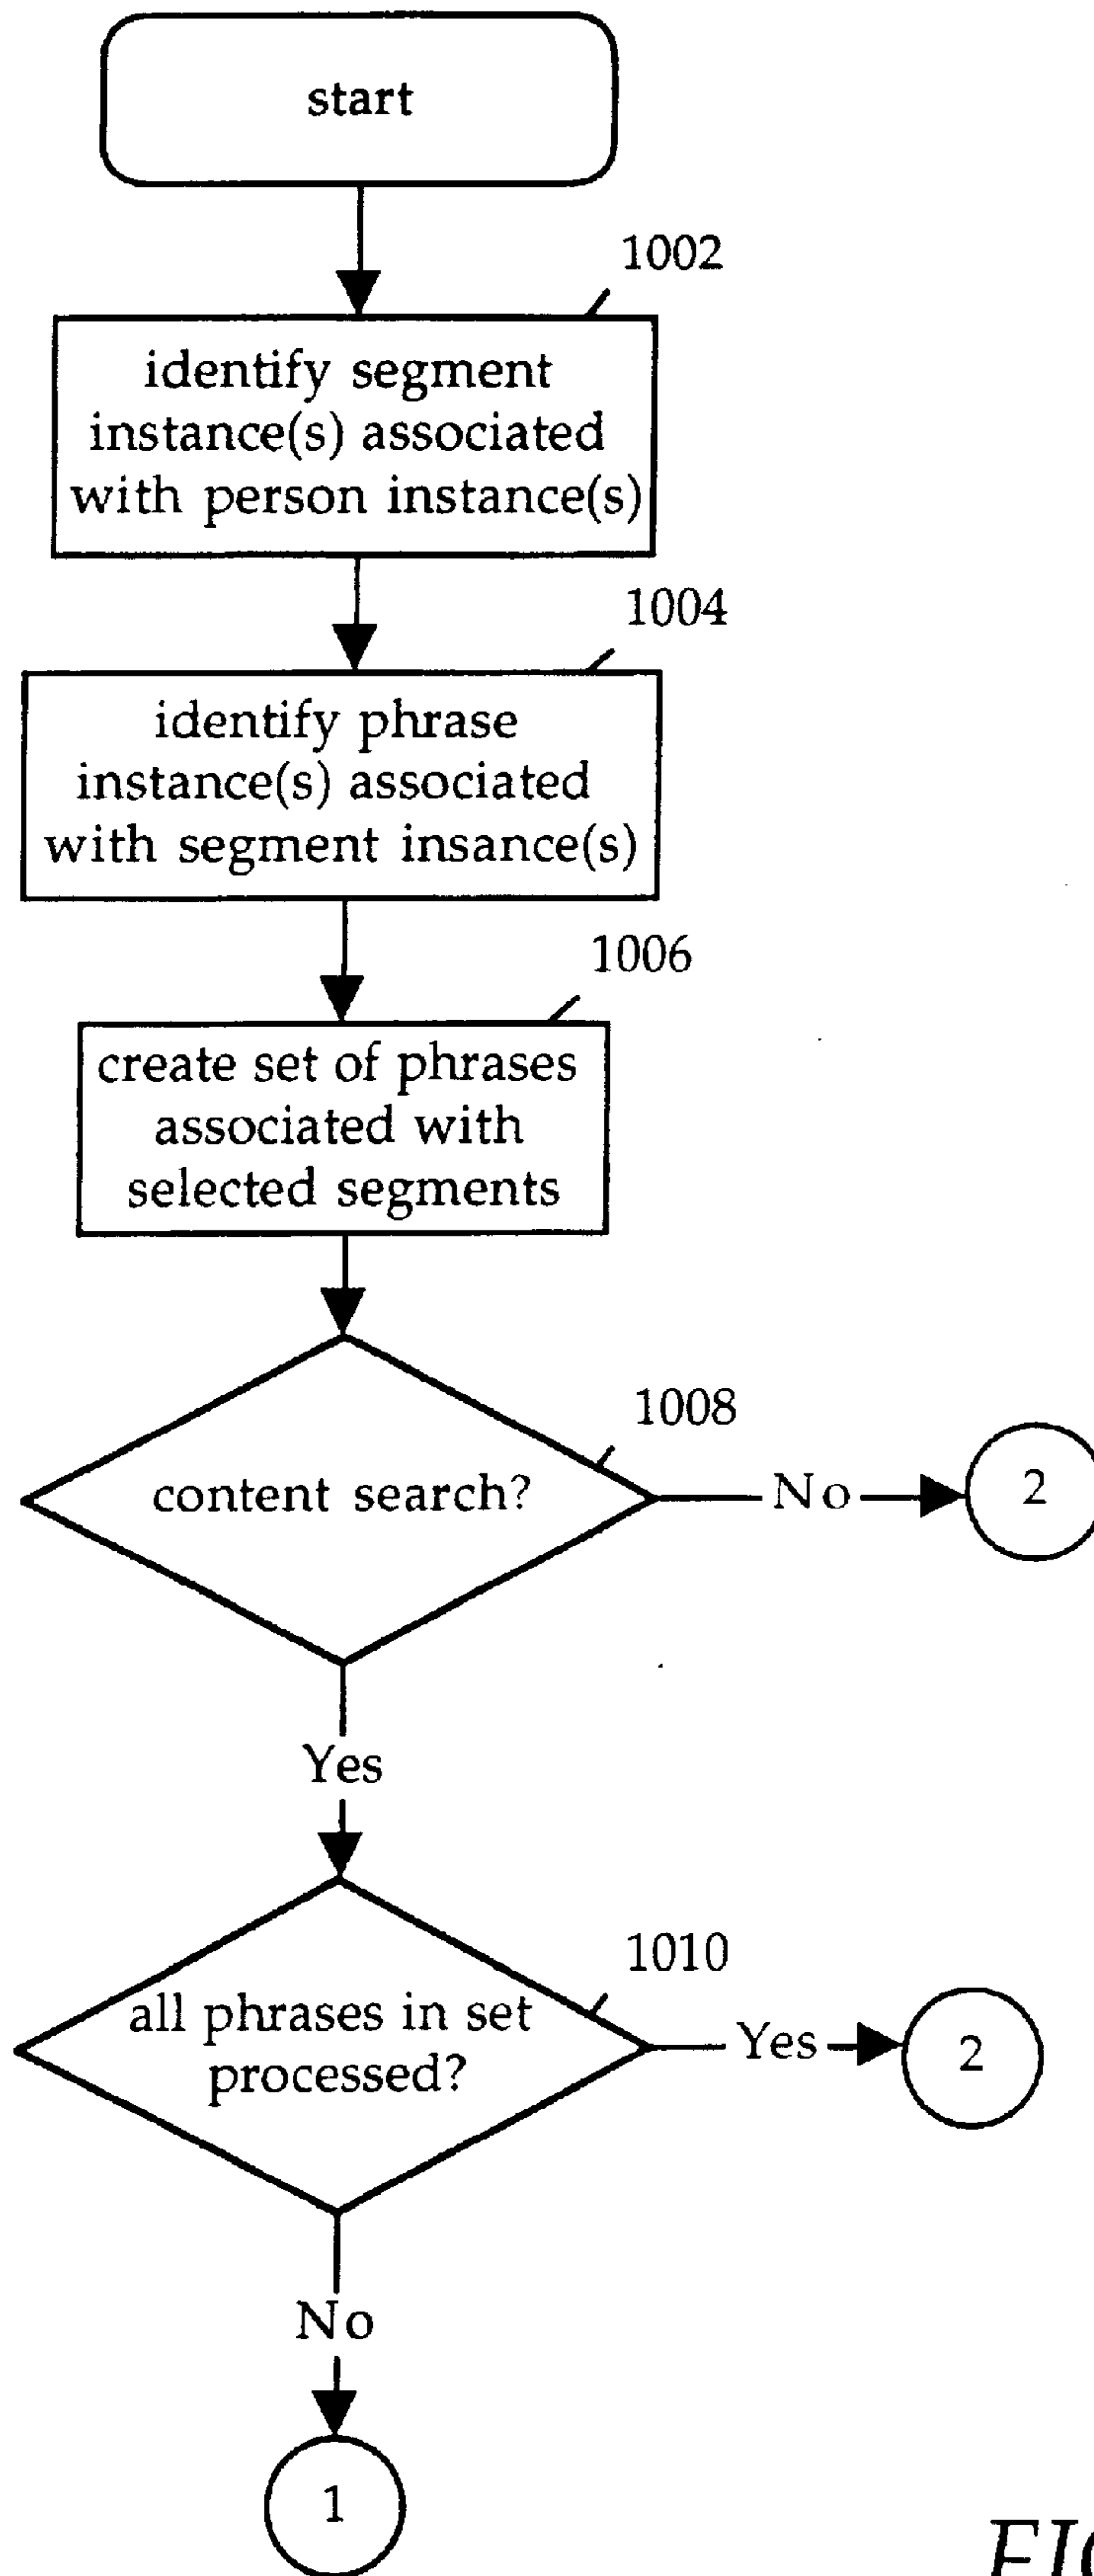 start
1002
identify segment
instance(s) associated
with person instance(s)
1004
identify phrase
instance(s) associated
with segment insance(s)
1006
create set of phrases
associated with
selected segments
1008
content search?
No
2
Yes
1010
all phrases in set
processed?
Yes
2
No
1